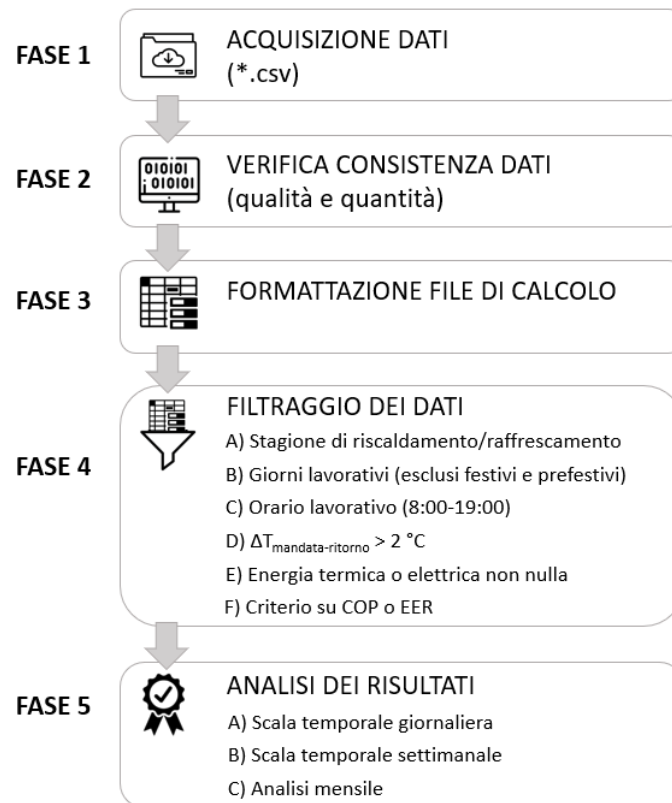 FASE 1
ACQUISIZIONE DATI
(*.csv)
FASE 2
010101
010101
VERIFICA CONSISTENZA DATI
(qualità e quantità)
FASE 3
FORMATTAZIONE FILE DI CALCOLO
FASE 4
FILTRAGGIO DEI DATI
A) Stagione di riscaldamento/raffrescamento
B) Giorni lavorativi (esclusi festivi e prefestivi)
C) Orario lavorativo (8:00-19:00)
D) ΔTmandata-ritorno > 2 °C
E) Energia termica o elettrica non nulla
F) Criterio su COP o EER
FASE 5
ANALISI DEI RISULTATI
A) Scala temporale giornaliera
B) Scala temporale settimanale
C) Analisi mensile